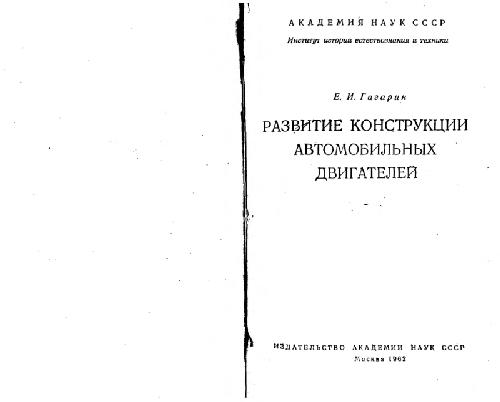 АКАДЕМИЯ НАУК СССР
Институт истории естествознания и техники
Е. И. Гагарин
РАЗВИТИЕ КОНСТРУКЦИИ
АВТОМОБИЛЬНЫХ
ДВИГАТЕЛЕЙ
ИЗДАТЕЛЬСТВО АКАДЕМИИ НАУК СССР
Москва 1962